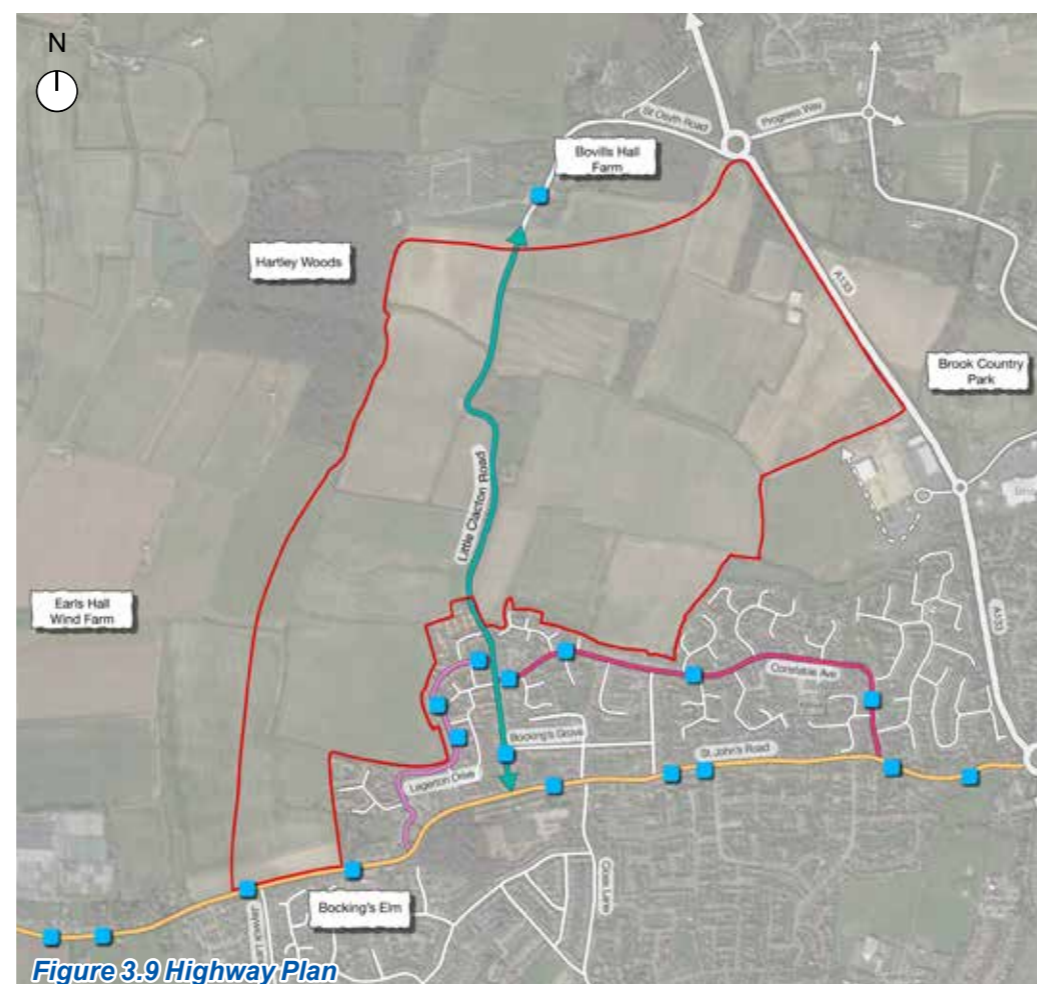 N
St Osyth Road
Progress Way
Bovills Hall
Farm
Hartley Woods
A133
Brook Country
Park
Little Clacton Road
Earls Hall
Wind Farm
A133
Constable Ave
Bocking's Grove
St. John's Road
Legerton Drive
Cross Lane
Bocking's Elm
Jaywick Lane
Figure 3.9 Highway Plan